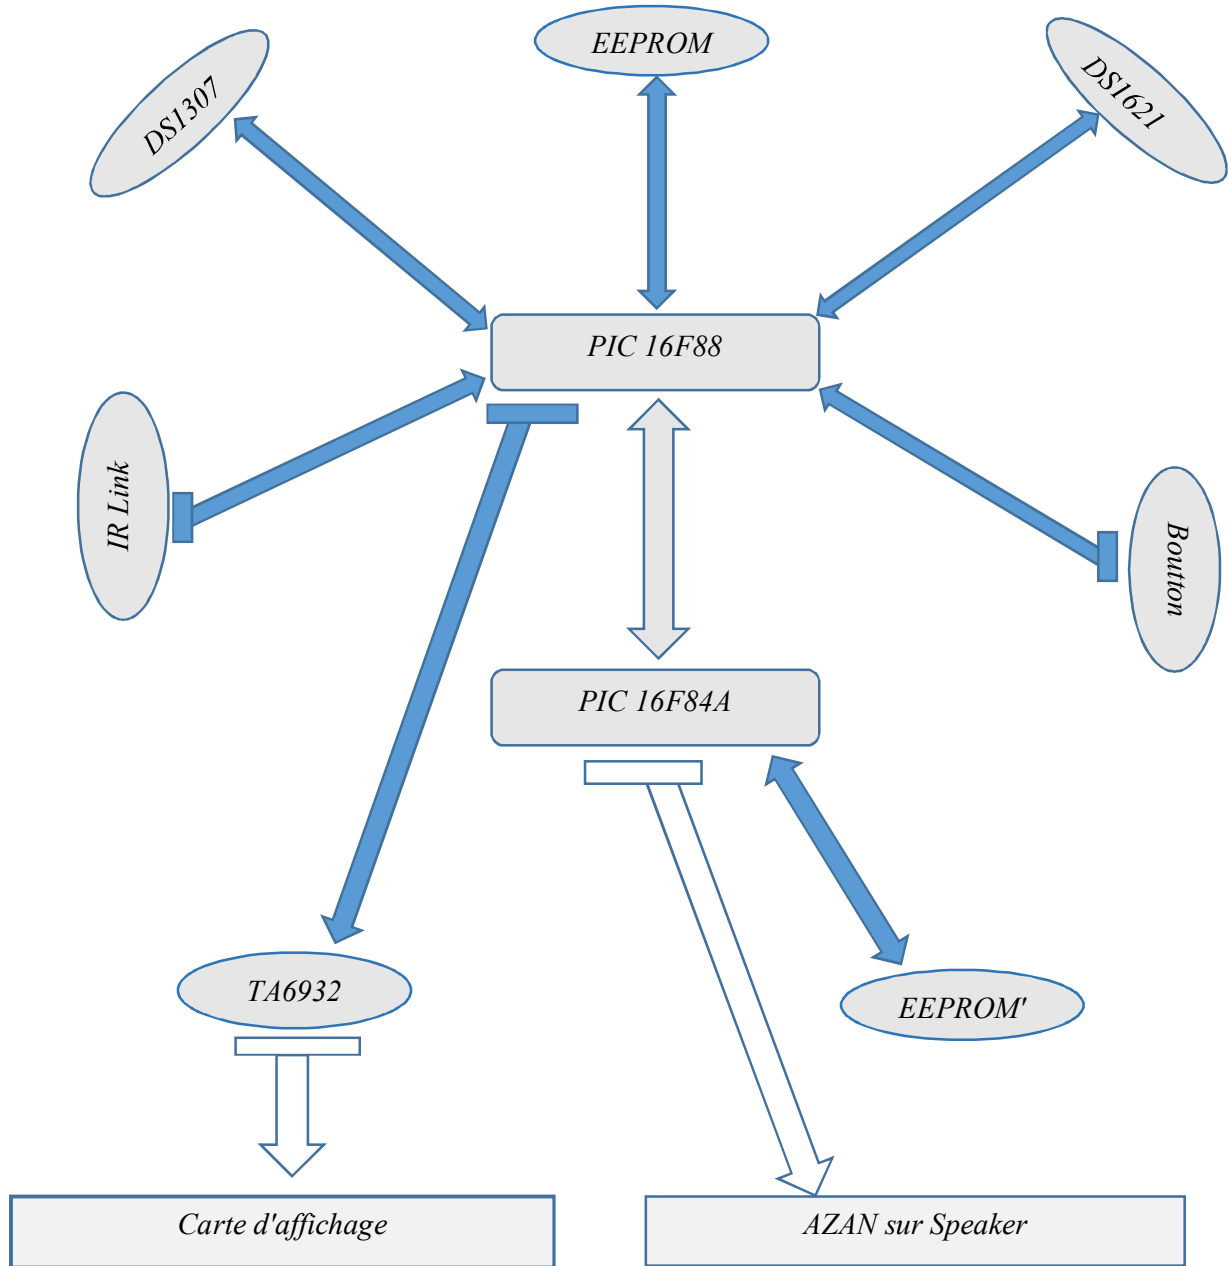 EEPROM
DS1307
DS1621
PIC 16F88
IR Link
Boutton
PIC 16F84A
TA6932
EEPROM'
Carte d'affichage
AZAN sur Speaker